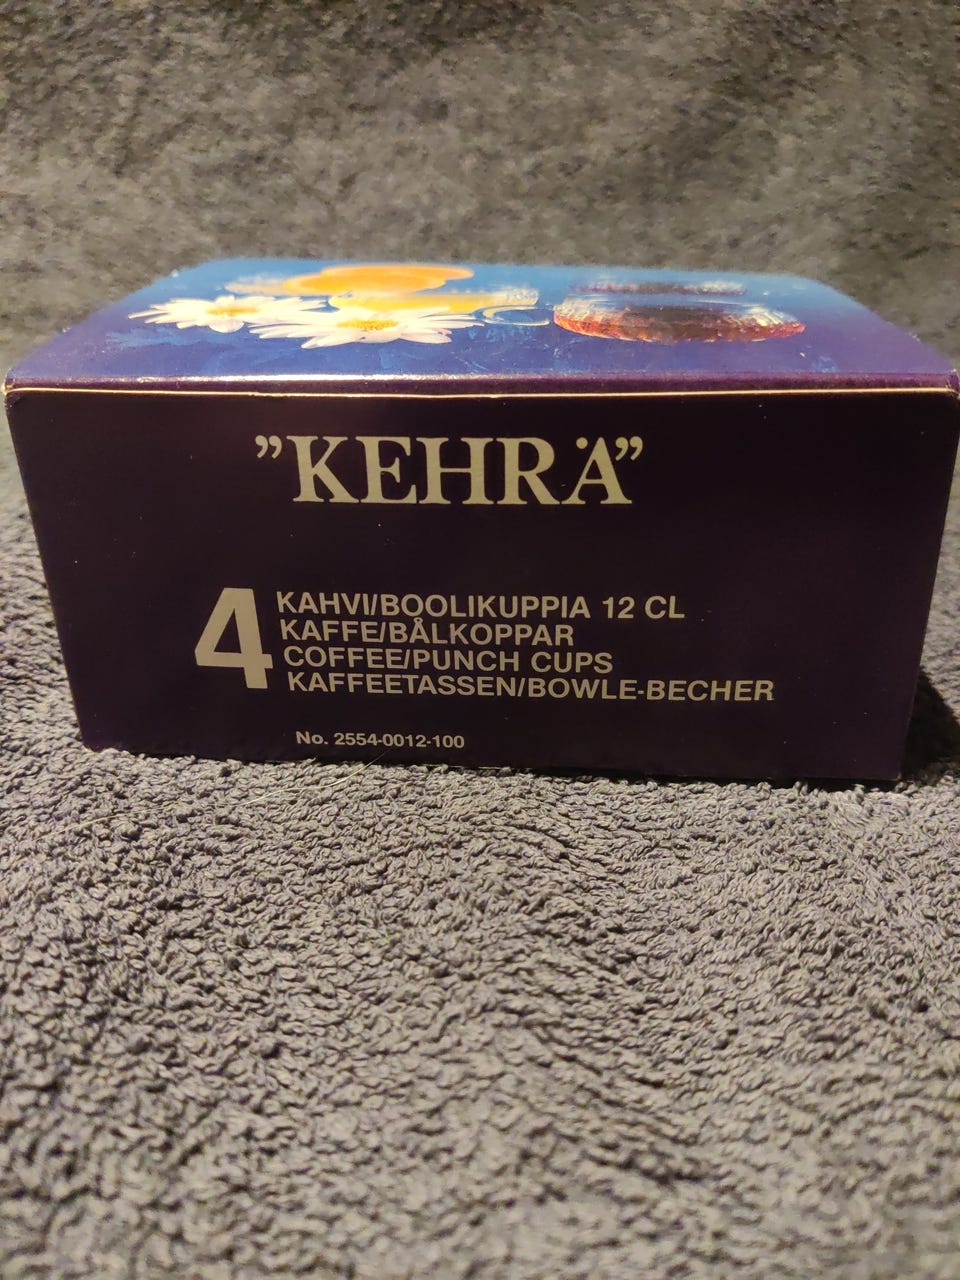 ”KEHRÄ”
4 KAHVI/BOOLIKUPPIA 12 CL
KAFFE/BÅLKOPPAR
COFFEE/PUNCH CUPS
KAFFEETASSEN/BOWLE-BECHER
No. 2554-0012-100